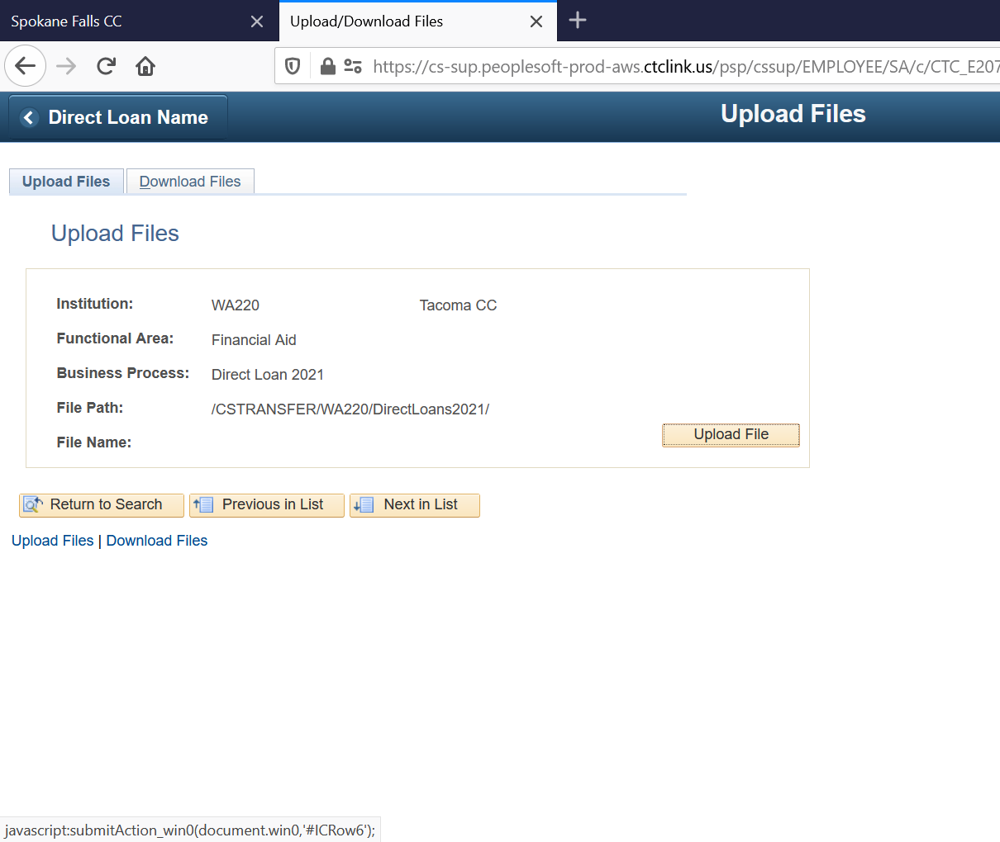 Spokane Falls CC
Upload/Download Files
https://cs-sup.peoplesoft-prod-aws.ctclink.us/psp/cssup/EMPLOYEE/SA/c/CTC_E207
Direct Loan Name
Upload Files
Upload Files
Download Files
Upload Files
Institution: WA220 Tacoma CC
Functional Area: Financial Aid
Business Process: Direct Loan 2021
File Path: /CSTRANSFER/WA220/DirectLoans2021/
File Name:
Upload File
Return to Search Previous in List Next in List
Upload Files | Download Files
javascript:submitAction_win0(document.win0,'#ICRow6');